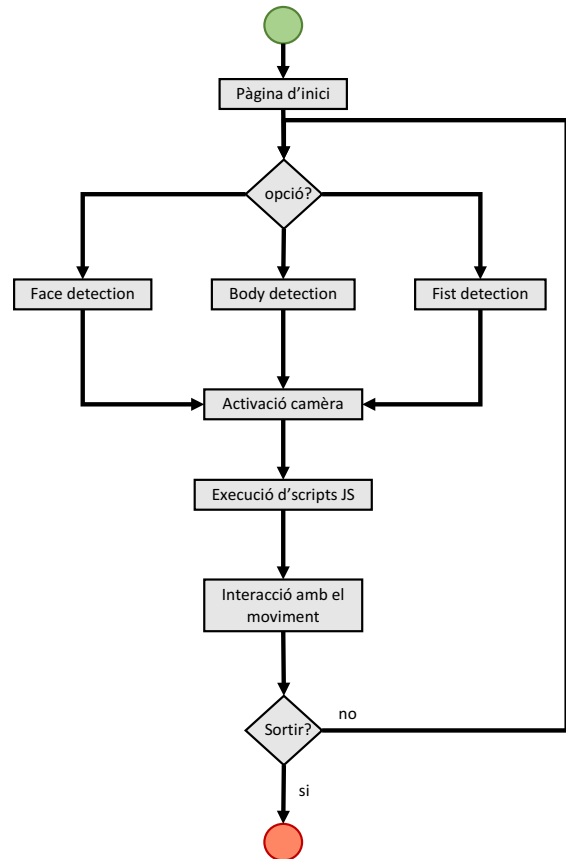 Pàgina d'inici
opció?
Face detection
Body detection
Fist detection
Activació camèra
Execució d'scripts JS
Interacció amb el
moviment
Sortir?
no
si